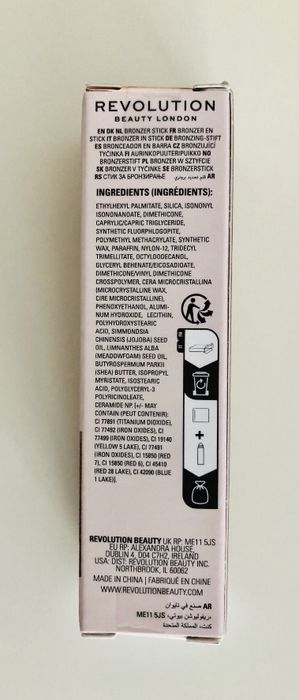 REVOLUTION
BEAUTY LONDON
EN DK NL BRONZER STICK FR BRONZER EN
STICK IT BRONZER IN STICK DE BRONZING-STIFT
ES BRONCEADOR EN BARRA CZ BRONZUJÍCÍ
TYČINKA FI AURINKOPUUTERIPUIKKO NO
BRONZERSTIFT PL BRONZER W SZTYFCIE
SK BRONZER V TYČINKE SE BRONZERSTICK
RS СТИК ЗА БРОНЗИРАЊЕ AR
INGREDIENTS (INGRÉDIENTS):
ETHYLHEXYL PALMITATE, SILICA, ISONONYL
ISONONANOATE, DIMETHICONE,
CAPRYLIC/CAPRIC TRIGLYCERIDE,
SYNTHETIC FLUORPHLOGOPITE,
POLYMETHYL METHACRYLATE, SYNTHETIC
WAX, PARAFFIN, NYLON-12, TRIDECYL
TRIMELLITATE, OCTYLDODECANOL,
GLYCERYL BEHENATE/EICOSADIOATE,
DIMETHICONE/VINYL DIMETHICONE
CROSSPOLYMER, CERA MICROCRISTALLINA
(MICROCRYSTALLINE WAX,
CIRE MICROCRISTALLINE),
PHENOXYETHANOL, ALUMI-
NUM HYDROXIDE, LECITHIN,
POLYHYDROXYSTEARIC
ACID, SIMMONDSIA
CHINENSIS (JOJOBA) SEED
OIL, LIMNANTHES ALBA
(MEADOWFOAM) SEED OIL,
BUTYROSPERMUM PARKII
(SHEA) BUTTER, ISOPROPYL
MYRISTATE, ISOSTEARIC
ACID, POLYGLYCERYL-3
POLYRICINOLEATE,
CERAMIDE NP. [+/- MAY
CONTAIN (PEUT CONTENIR):
CI 77891 (TITANIUM DIOXIDE),
CI 77492 (IRON OXIDES), CI
77499 (IRON OXIDES), CI 19140
(YELLOW 5 LAKE), CI 77491
(IRON OXIDES), CI 15850 (RED
7), CI 15850 (RED 6), CI 45410
(RED 28 LAKE), CI 42090 (BLUE
1 LAKE)].
REVOLUTION BEAUTY UK RP: ME11 5JS
EU RP: ALEXANDRA HOUSE,
DUBLIN 4, D04 C7H2, IRELAND
USA: DIST: REVOLUTION BEAUTY INC.
NORTHBROOK, IL 60062
MADE IN CHINA | FABRIQUÉ EN CHINE
WWW.REVOLUTIONBEAUTY.COM
AR صنع في تايوان
ME11 5JS ريفوليوشن بيوتي،
كنت، المملكة المتحدة